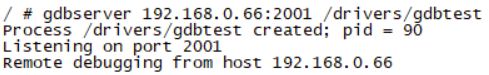 / # gdbserver 192.168.0.66:2001 /drivers/gdbtest
Process /drivers/gdbtest created; pid = 90
Listening on port 2001
Remote debugging from host 192.168.0.66